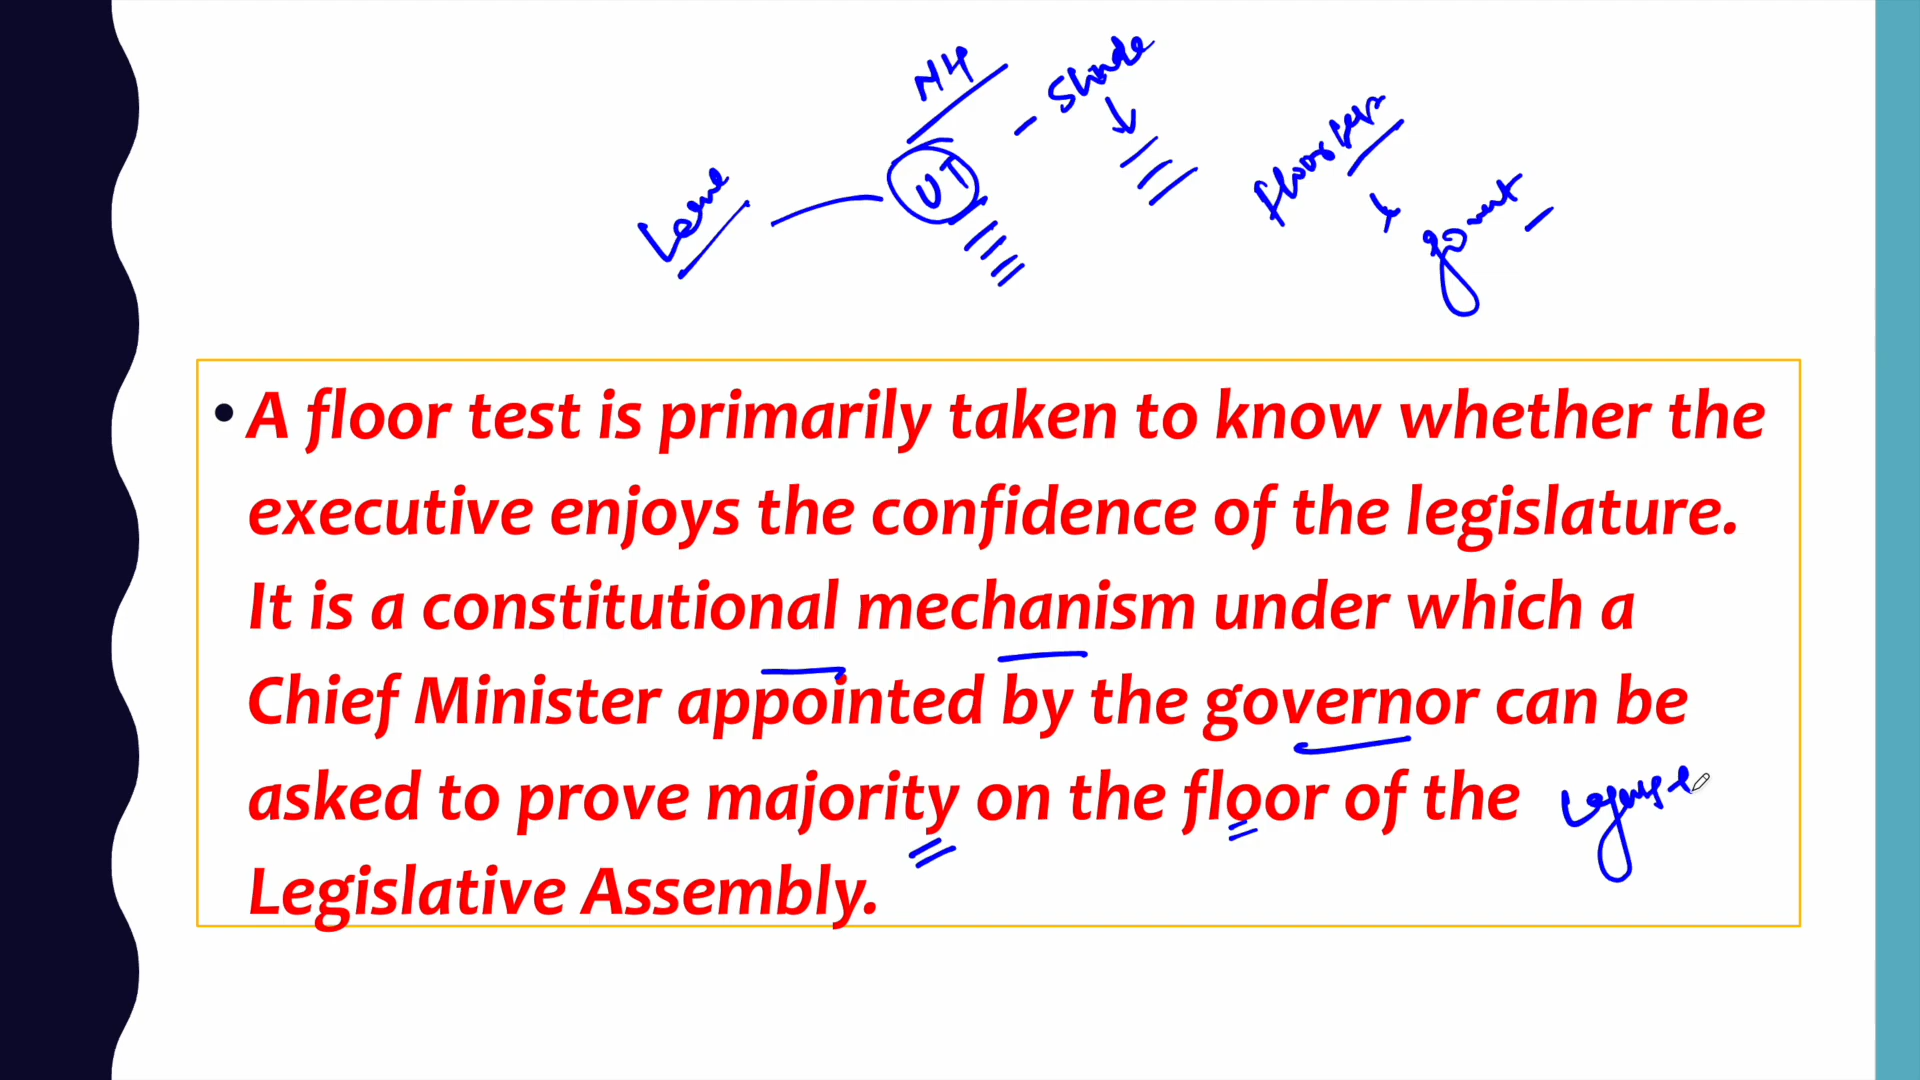 MH
Shinde
UT
floor test
govt
• A floor test is primarily taken to know whether the
executive enjoys the confidence of the legislature.
It is a constitutional mechanism under which a
Chief Minister appointed by the governor can be
asked to prove majority on the floor of the
Legislative Assembly.